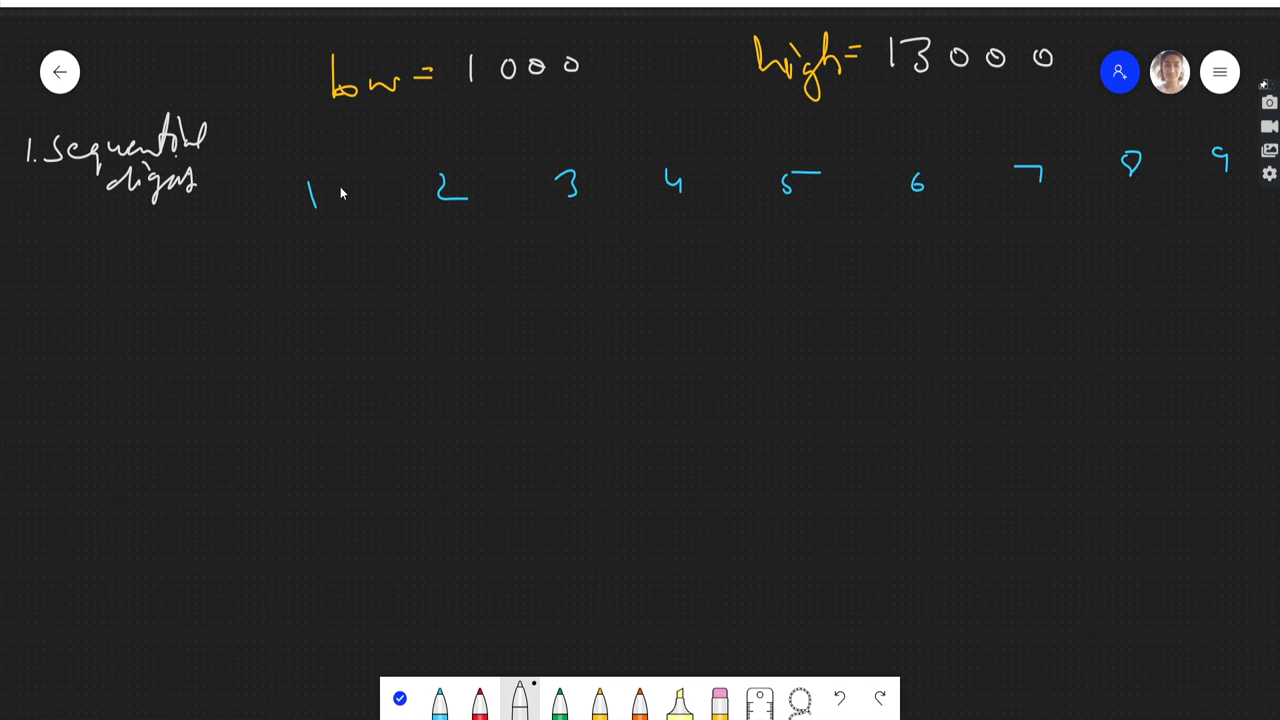 low = 1000
high = 13000
1. Sequential
digits
1 2 3 4 5 6 7 8 9